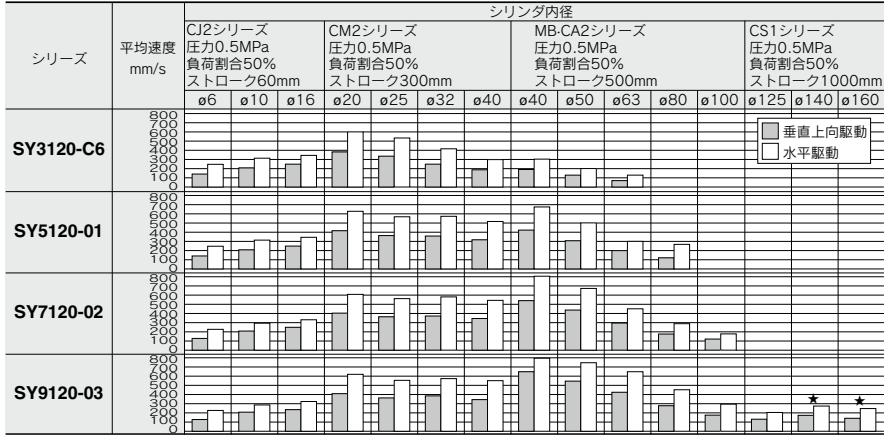 シリンダ内径
シリーズ
平均速度
mm/s
CJ2シリーズ
圧力0.5MPa
負荷割合50%
ストローク60mm
CM2シリーズ
圧力0.5MPa
負荷割合50%
ストローク300mm
MB·CA2シリーズ
圧力0.5MPa
負荷割合50%
ストローク500mm
CS1シリーズ
圧力0.5MPa
負荷割合50%
ストローク1000mm
ø6 ø10 ø16 ø20 ø25 ø32 ø40 ø40 ø50 ø63 ø80 ø100 ø125 ø140 ø160
SY3120-C6
800
700
600
500
400
300
200
100
0
垂直上向駆動
水平駆動
SY5120-01
800
700
600
500
400
300
200
100
0
SY7120-02
800
700
600
500
400
300
200
100
0
SY9120-03
800
700
600
500
400
300
200
100
0
★ ★